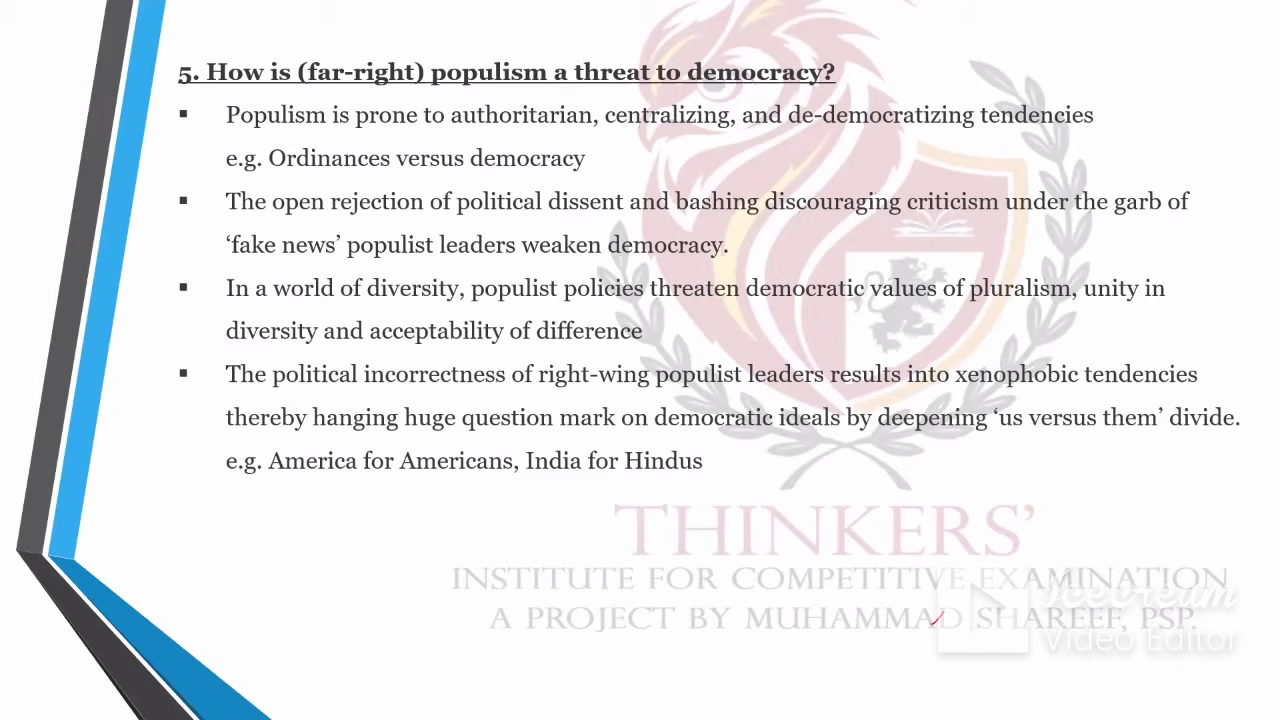 5. How is (far-right) populism a threat to democracy?
▪ Populism is prone to authoritarian, centralizing, and de-democratizing tendencies
e.g. Ordinances versus democracy
▪ The open rejection of political dissent and bashing discouraging criticism under the garb of
‘fake news’ populist leaders weaken democracy.
▪ In a world of diversity, populist policies threaten democratic values of pluralism, unity in
diversity and acceptability of difference
▪ The political incorrectness of right-wing populist leaders results into xenophobic tendencies
thereby hanging huge question mark on democratic ideals by deepening ‘us versus them’ divide.
e.g. America for Americans, India for Hindus
THINKERS’
INSTITUTE FOR COMPETITIVE EXAMINATION
A PROJECT BY MUHAMMAD SHAREEF, PSP.
icecream
Video Editor